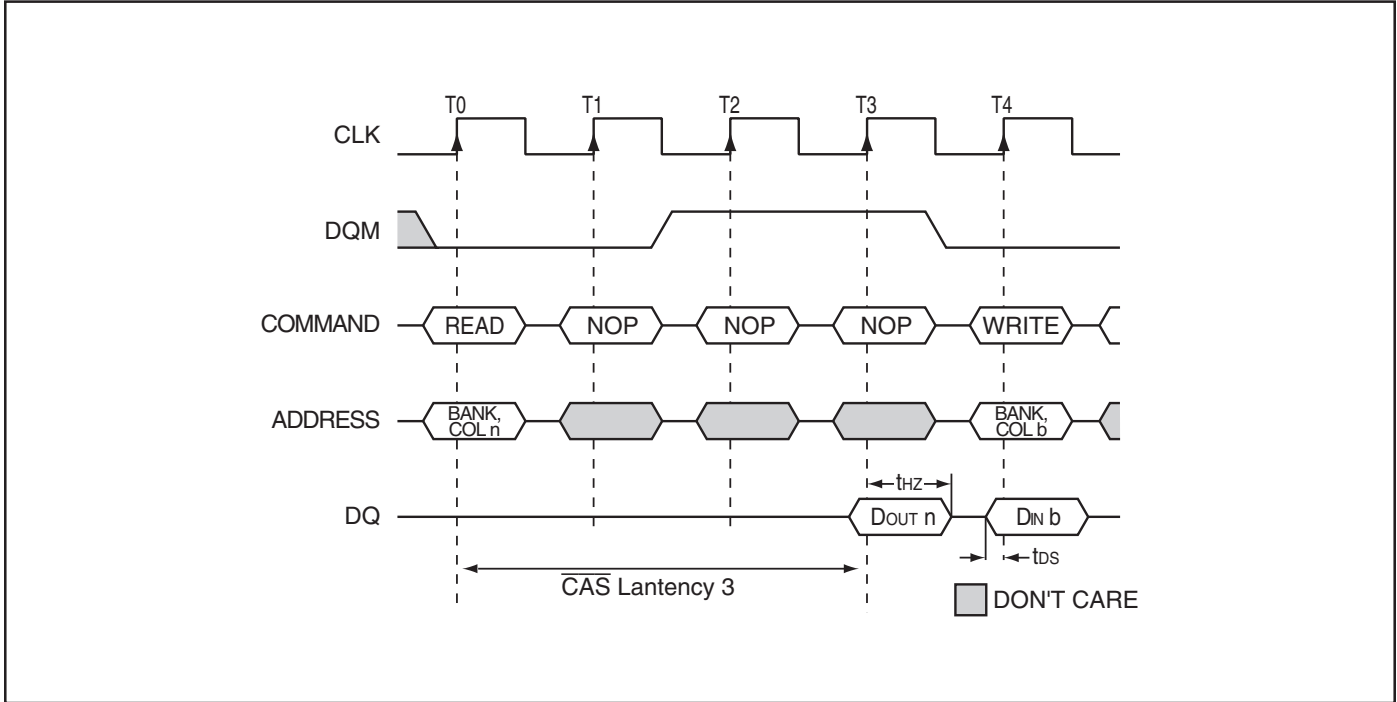 T0 T1 T2 T3 T4
CLK
DQM
COMMAND READ NOP NOP NOP WRITE
ADDRESS BANK, COL n BANK, COL b
tHZ
DQ DOUT n DIN b
tDS
CAS Lantency 3
DON'T CARE